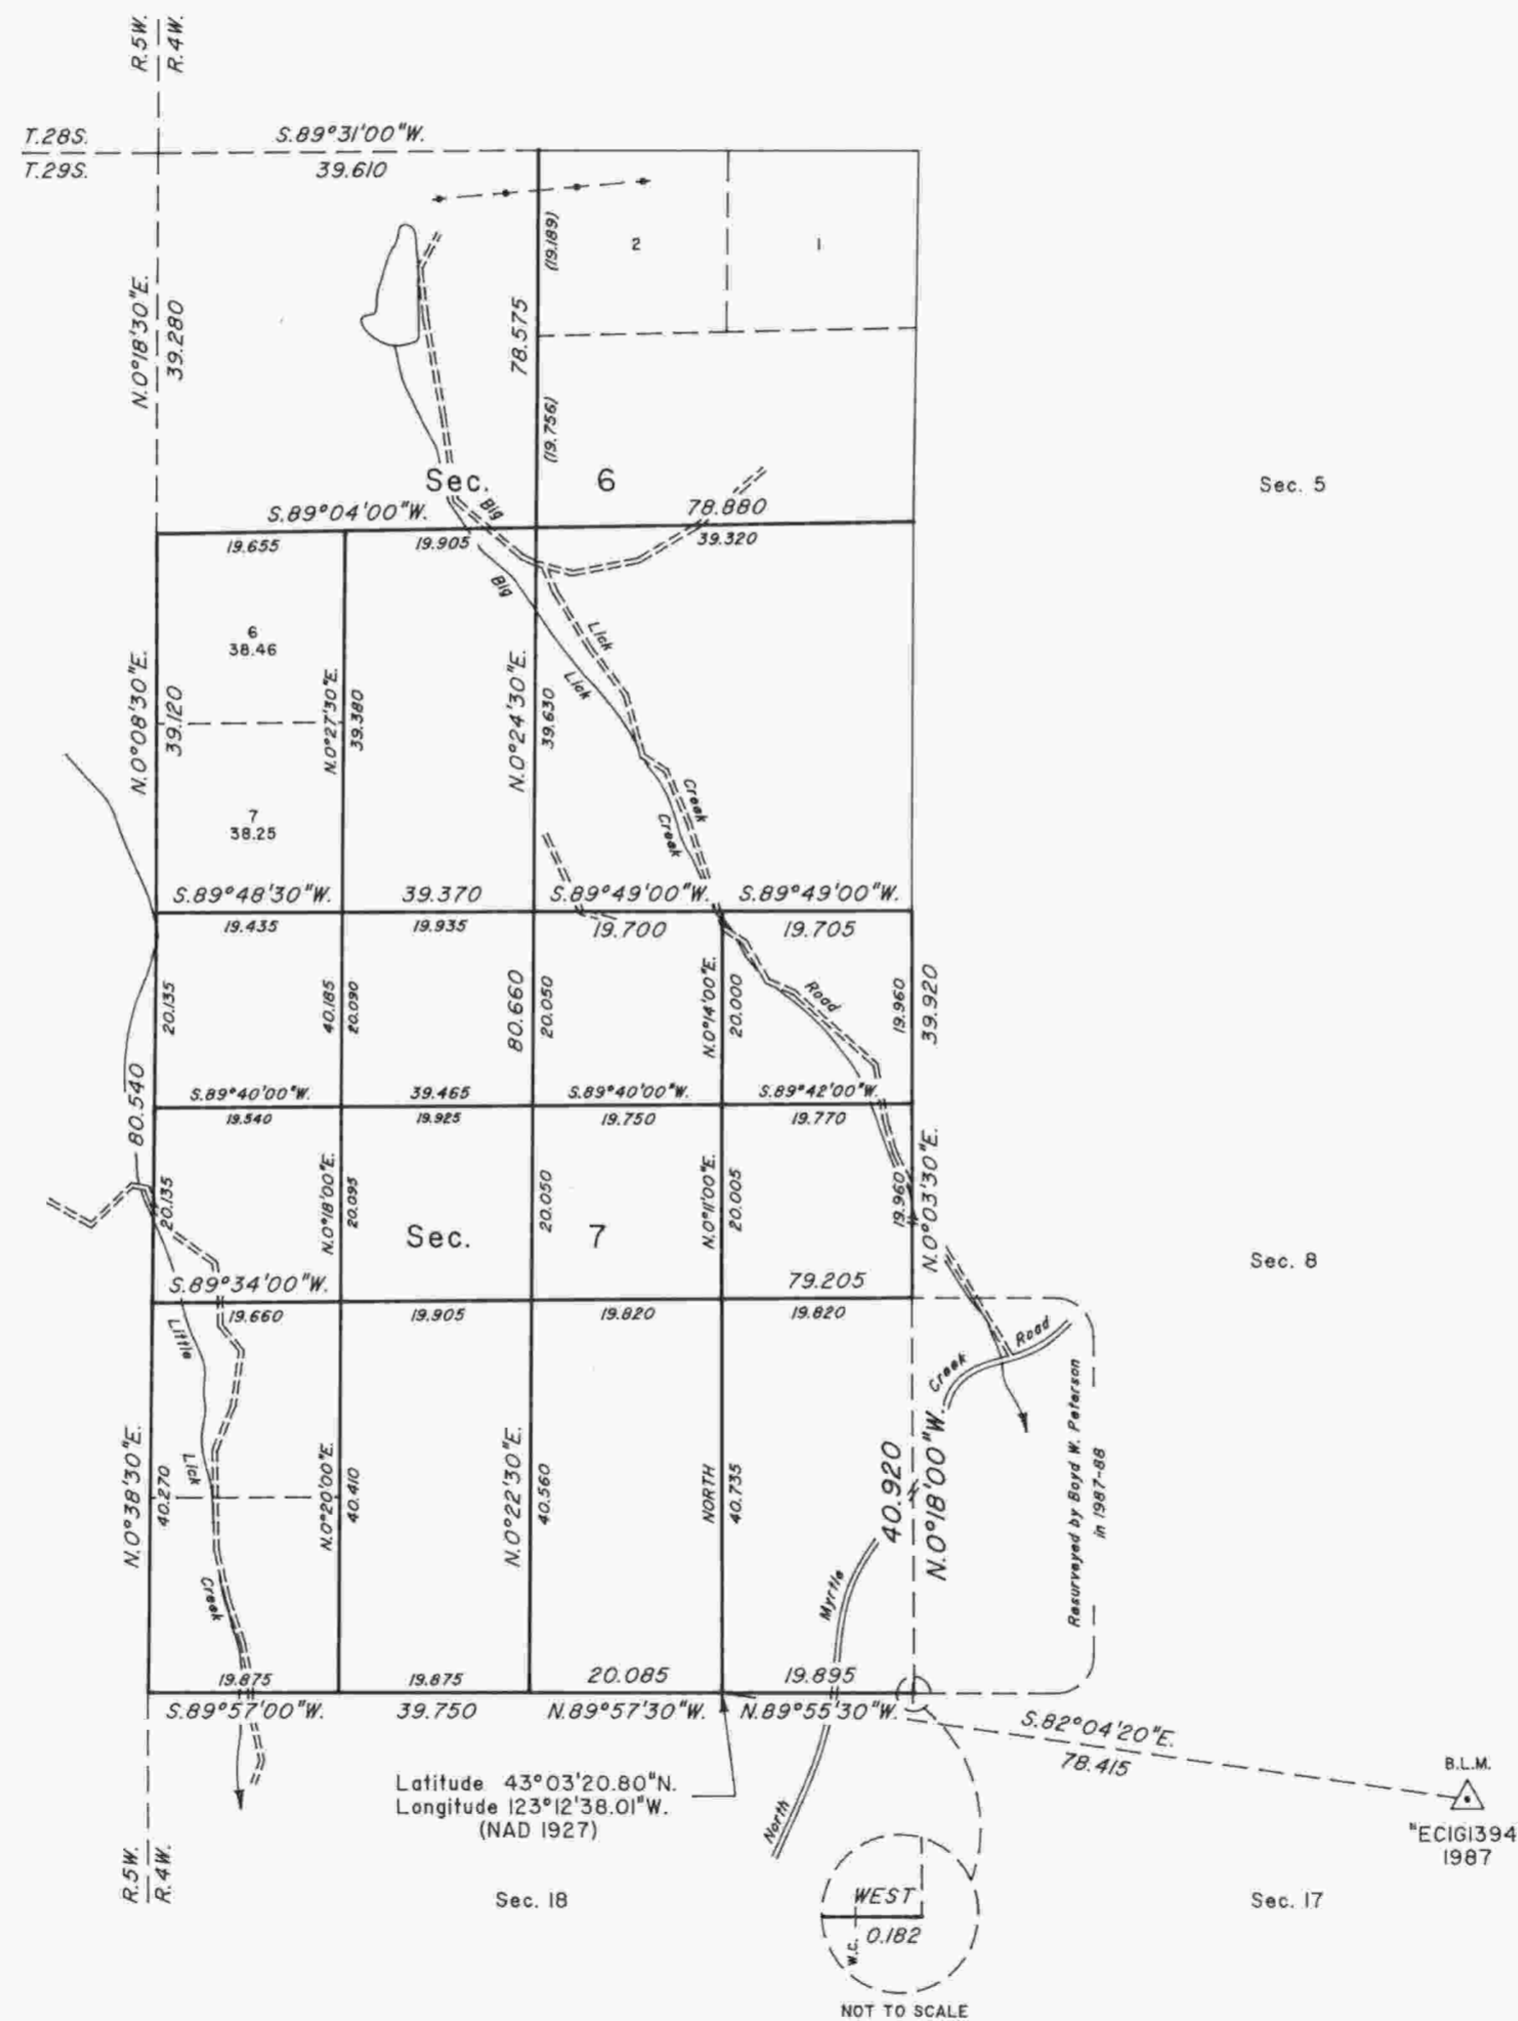 R.5W.
R.4W.
T.28S.
T.29S.
S.89°31'00"W.
39.610
N.0°18'30"E.
39.280
(19.189)
2
1
78.575
(19.756)
Sec. 6
Sec. 5
S.89°04'00"W.
78.880
19.655
19.905
39.320
Big
Big
6
38.46
Lick
Lick
N.0°08'30"E.
39.120
N.0°27'30"E.
39.380
N.0°24'30"E.
39.630
7
38.25
Creek
Creek
S.89°48'30"W.
39.370
S.89°49'00"W.
S.89°49'00"W.
19.435
19.935
19.700
19.705
20.135
40.185
20.090
80.660
20.050
N.0°14'00"E.
20.000
Road
19.960
39.920
80.540
S.89°40'00"W.
39.465
S.89°40'00"W.
S.89°42'00"W.
19.540
19.925
19.750
19.770
20.135
N.0°18'00"E.
20.095
20.050
N.0°11'00"E.
20.005
19.960
N.0°03'30"E.
Sec. 7
Sec. 8
S.89°34'00"W.
79.205
19.660
19.905
19.820
19.820
Little
Lick
Creek
N.0°38'30"E.
40.270
N.0°20'00"E.
40.410
N.0°22'30"E.
40.560
NORTH
40.735
40.920
N.0°18'00"W.
Creek
Road
Resurveyed by Boyd W. Peterson
in 1987-88
Myrtle
19.875
19.875
20.085
19.895
S.89°57'00"W.
39.750
N.89°57'30"W.
N.89°55'30"W.
S.82°04'20"E.
78.415
Latitude 43°03'20.80"N.
Longitude 123°12'38.01"W.
(NAD 1927)
North
B.L.M.
"ECIGI394
1987
R.5W.
R.4W.
Sec. 18
WEST
W.C.
0.182
Sec. 17
NOT TO SCALE